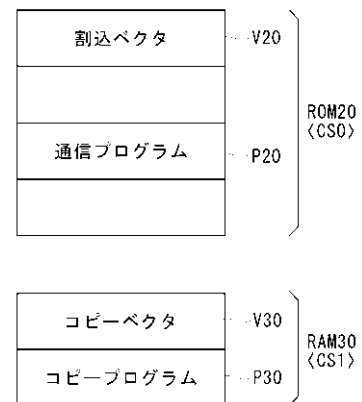 割込ベクタ
V20
通信プログラム
P20
ROM20
〈CS0〉
コピーベクタ
V30
コピープログラム
P30
RAM30
〈CS1〉